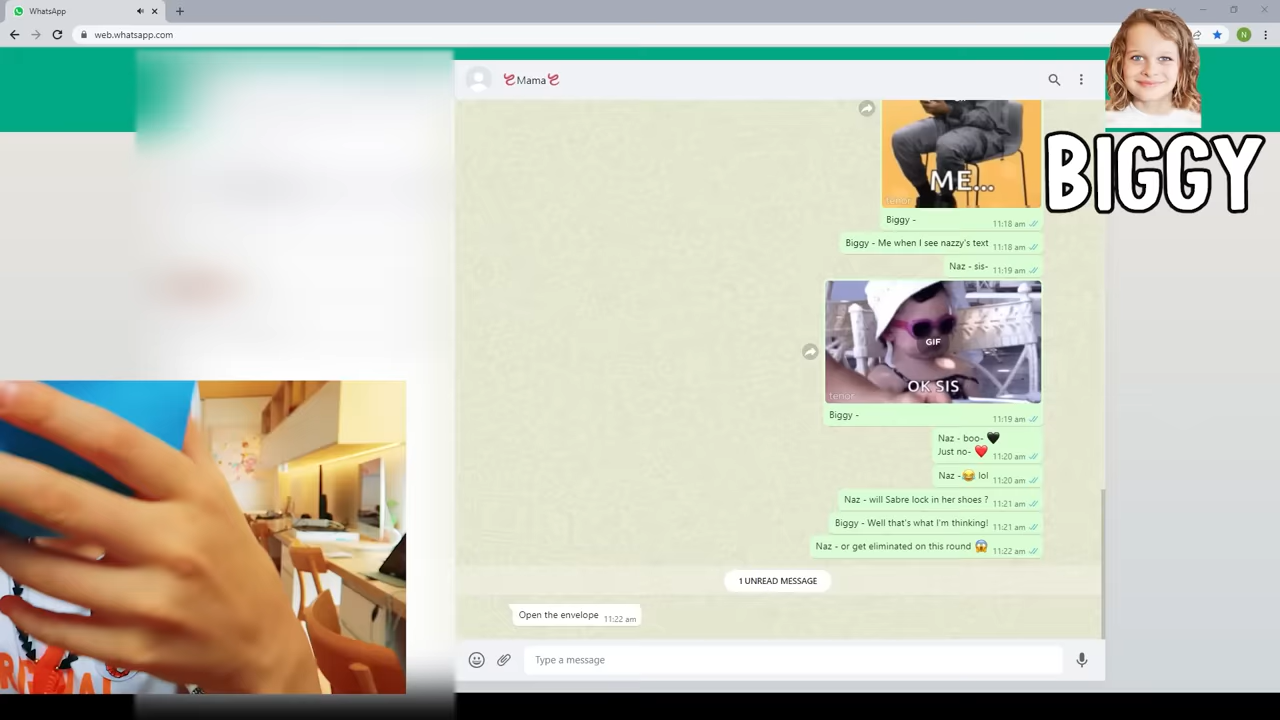 WhatsApp
web.whatsapp.com
N
Mama
ME...
tenor
Biggy -
11:18 am
Biggy - Me when I see nazzy's text
11:18 am
Naz - sis-
11:19 am
GIF
OK SIS
tenor
Biggy -
11:19 am
Naz - boo- 🖤
Just no- ❤️
11:20 am
Naz -😂 lol
11:20 am
Naz - will Sabre lock in her shoes ?
11:21 am
Biggy - Well that's what I'm thinking!
11:21 am
Naz - or get eliminated on this round 😱
11:22 am
1 UNREAD MESSAGE
Open the envelope
11:22 am
Type a message
BIGGY